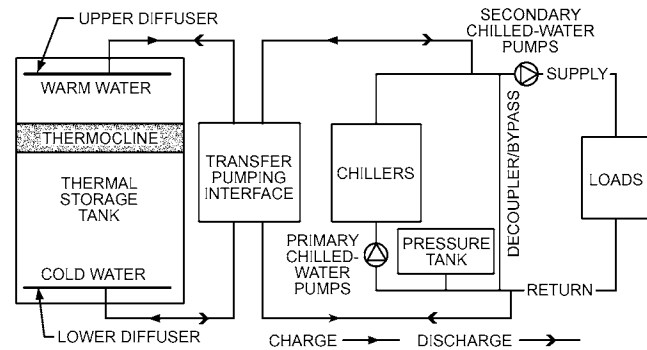 UPPER DIFFUSER
WARM WATER
THERMOCLINE
THERMAL
STORAGE
TANK
COLD WATER
LOWER DIFFUSER
TRANSFER
PUMPING
INTERFACE
CHILLERS
PRIMARY
CHILLED-
WATER
PUMPS
PRESSURE
TANK
DECOUPLER/BYPASS
SECONDARY
CHILLED-WATER
PUMPS
SUPPLY
LOADS
RETURN
CHARGE
DISCHARGE